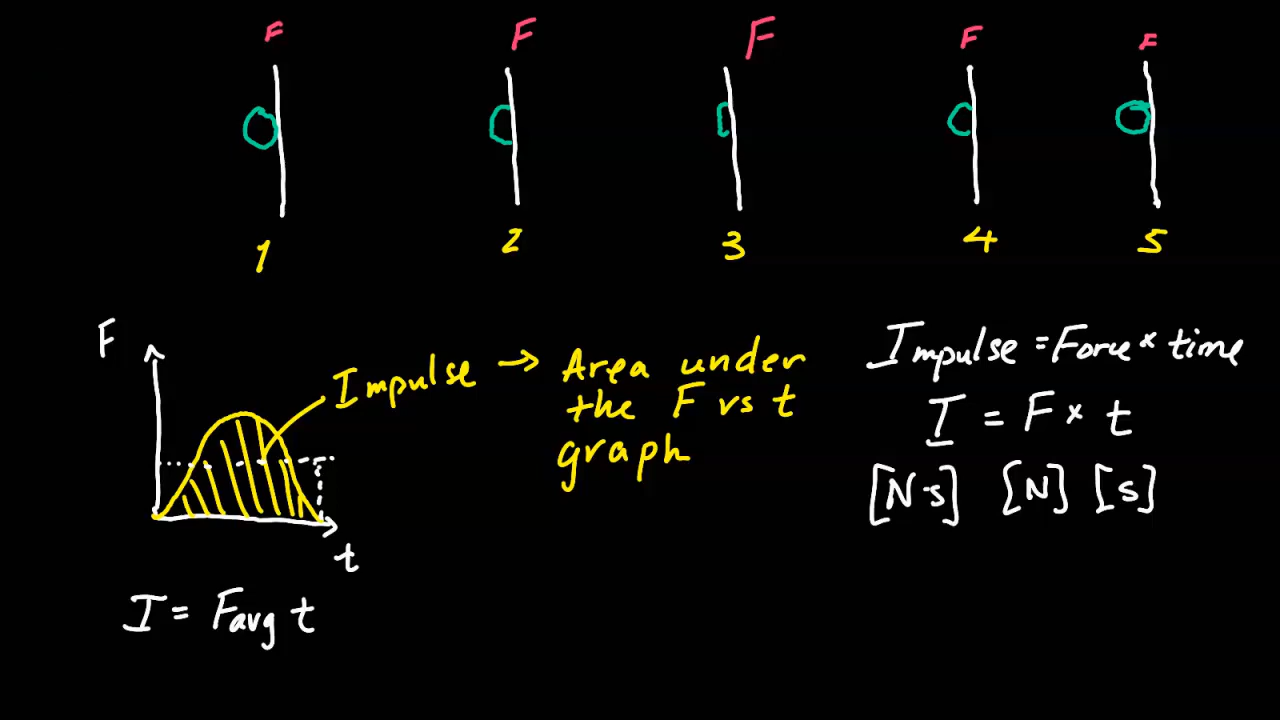 F F F F F
1 2 3 4 5
F
Impulse → Area under
the F vs t
graph
t
I = Favg t
Impulse = Force × time
I = F × t
[N·s] [N] [s]